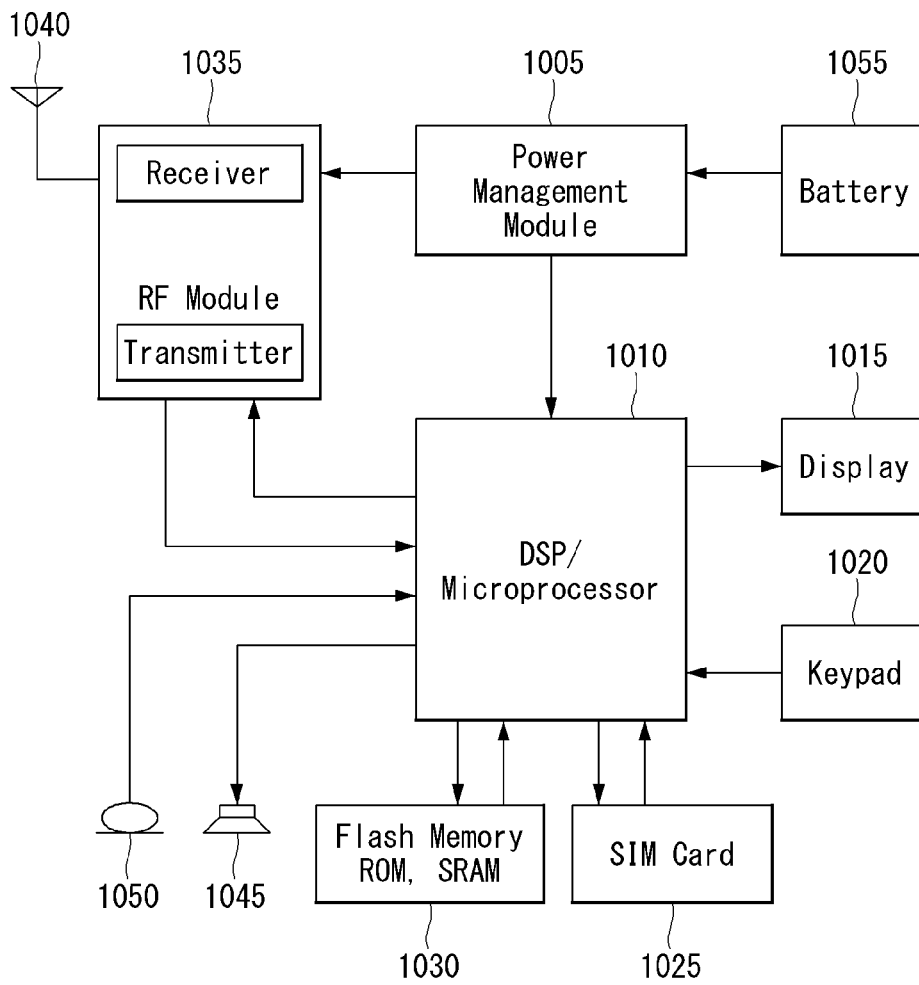 1040
1035
1005
1055
Receiver
RF Module
Transmitter
Power
Management
Module
Battery
1010
1015
DSP/
Microprocessor
Display
1020
Keypad
1050
1045
Flash Memory
ROM, SRAM
SIM Card
1030
1025